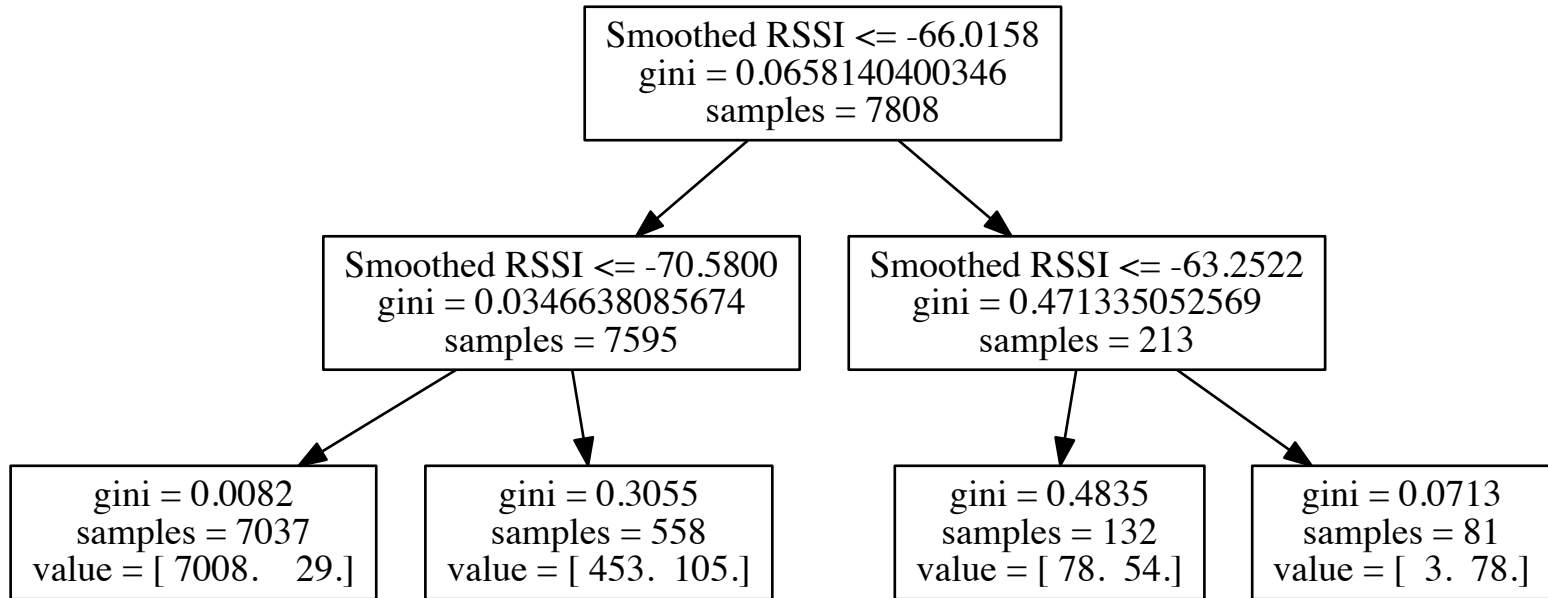 Smoothed RSSI <= -66.0158
gini = 0.0658140400346
samples = 7808
Smoothed RSSI <= -70.5800
gini = 0.0346638085674
samples = 7595
Smoothed RSSI <= -63.2522
gini = 0.471335052569
samples = 213
gini = 0.0082
samples = 7037
value = [ 7008.    29.]
gini = 0.3055
samples = 558
value = [ 453.  105.]
gini = 0.4835
samples = 132
value = [ 78.  54.]
gini = 0.0713
samples = 81
value = [  3.  78.]